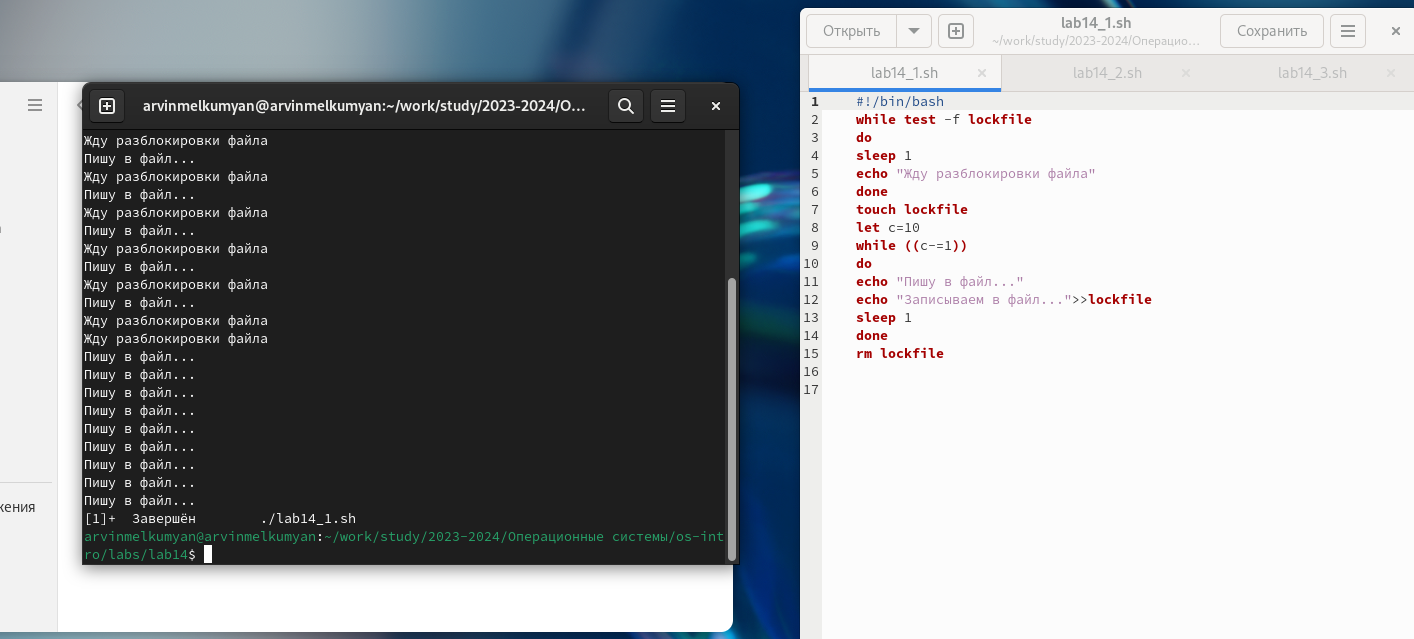 arvinmelkumyan@arvinmelkumyan:~/work/study/2023-2024/О...
Жду разблокировки файла
Пишу в файл...
Жду разблокировки файла
Пишу в файл...
Жду разблокировки файла
Пишу в файл...
Жду разблокировки файла
Пишу в файл...
Жду разблокировки файла
Пишу в файл...
Жду разблокировки файла
Жду разблокировки файла
Пишу в файл...
Пишу в файл...
Пишу в файл...
Пишу в файл...
Пишу в файл...
Пишу в файл...
Пишу в файл...
Пишу в файл...
Пишу в файл...
[1]+  Завершён        ./lab14_1.sh
arvinmelkumyan@arvinmelkumyan:~/work/study/2023-2024/Операционные системы/os-int
ro/labs/lab14$
Открыть
lab14_1.sh
~/work/study/2023-2024/Операцио...
Сохранить
lab14_1.sh
lab14_2.sh
lab14_3.sh
1 #!/bin/bash
2 while test -f lockfile
3 do
4 sleep 1
5 echo "Жду разблокировки файла"
6 done
7 touch lockfile
8 let c=10
9 while ((c-=1))
10 do
11 echo "Пишу в файл..."
12 echo "Записываем в файл...">>lockfile
13 sleep 1
14 done
15 rm lockfile
16
17